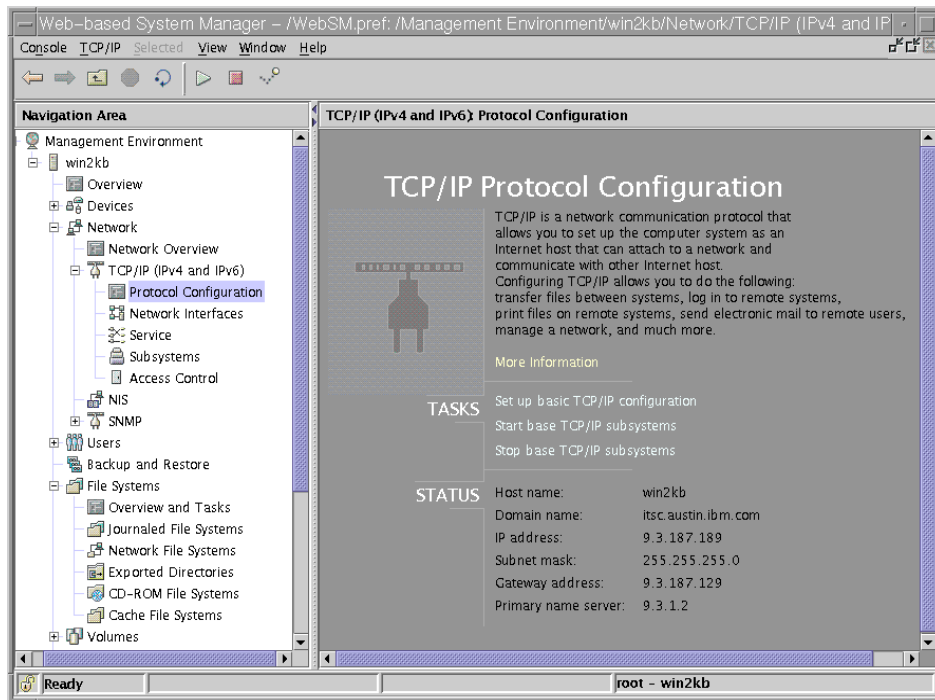 Web-based System Manager - /WebSM.pref: /Management Environment/win2kb/Network/TCP/IP (IPv4 and IP
Console TCP/IP Selected View Window Help
Navigation Area
Management Environment
win2kb
Overview
Devices
Network
Network Overview
TCP/IP (IPv4 and IPv6)
Protocol Configuration
Network Interfaces
Service
Subsystems
Access Control
NIS
SNMP
Users
Backup and Restore
File Systems
Overview and Tasks
Journaled File Systems
Network File Systems
Exported Directories
CD-ROM File Systems
Cache File Systems
Volumes
TCP/IP (IPv4 and IPv6): Protocol Configuration
TCP/IP Protocol Configuration
TCP/IP is a network communication protocol that
allows you to set up the computer system as an
Internet host that can attach to a network and
communicate with other Internet host.
Configuring TCP/IP allows you to do the following:
transfer files between systems, log in to remote systems,
print files on remote systems, send electronic mail to remote users,
manage a network, and much more.
More Information
TASKS
Set up basic TCP/IP configuration
Start base TCP/IP subsystems
Stop base TCP/IP subsystems
STATUS
Host name: win2kb
Domain name: itsc.austin.ibm.com
IP address: 9.3.187.189
Subnet mask: 255.255.255.0
Gateway address: 9.3.187.129
Primary name server: 9.3.1.2
Ready
root - win2kb